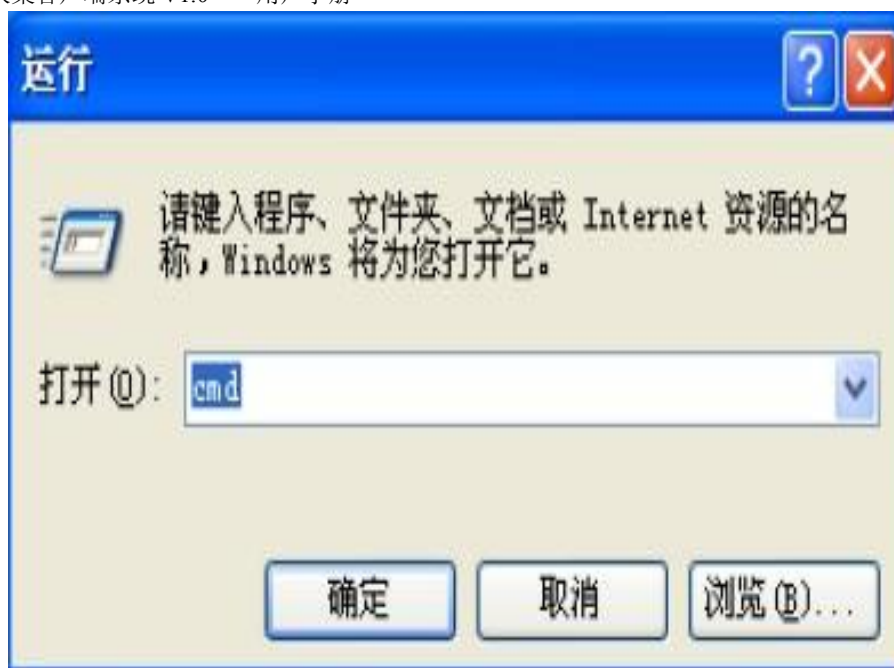 运行
请键入程序、文件夹、文档或 Internet 资源的名
称，Windows 将为您打开它。
打开(O): cmd
确定 取消 浏览(B)...